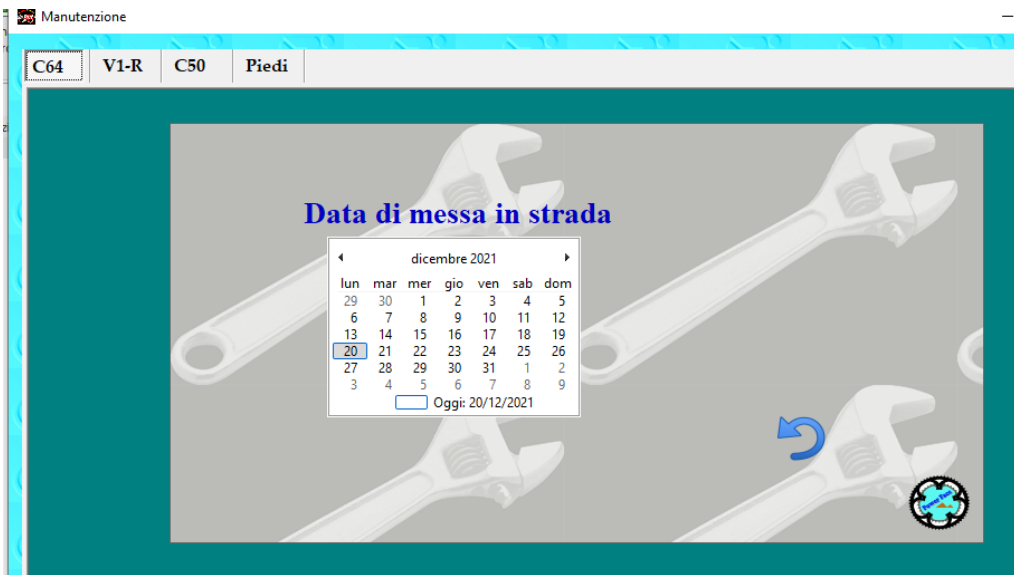 Manutenzione
C64 V1-R C50 Piedi
Data di messa in strada
dicembre 2021
lun mar mer gio ven sab dom
29 30 1 2 3 4 5
6 7 8 9 10 11 12
13 14 15 16 17 18 19
20 21 22 23 24 25 26
27 28 29 30 31 1 2
3 4 5 6 7 8 9
Oggi: 20/12/2021